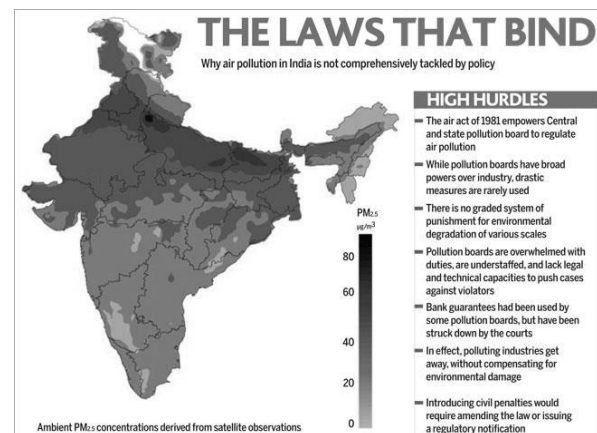 THE LAWS THAT BIND
Why air pollution in India is not comprehensively tackled by policy
HIGH HURDLES
The air act of 1981 empowers Central
and state pollution board to regulate
air pollution
While pollution boards have broad
powers over industry, drastic
measures are rarely used
There is no graded system of
punishment for environmental
degradation of various scales
Pollution boards are overwhelmed with
duties, are understaffed, and lack legal
and technical capacities to push cases
against violators
Bank guarantees had been used by
some pollution boards, but have been
struck down by the courts
In effect, polluting industries get
away, without compensating for
environmental damage
Introducing civil penalties would
require amending the law or issuing
a regulatory notification
PM2.5
µg/m³
80
60
40
20
0
Ambient PM2.5 concentrations derived from satellite observations